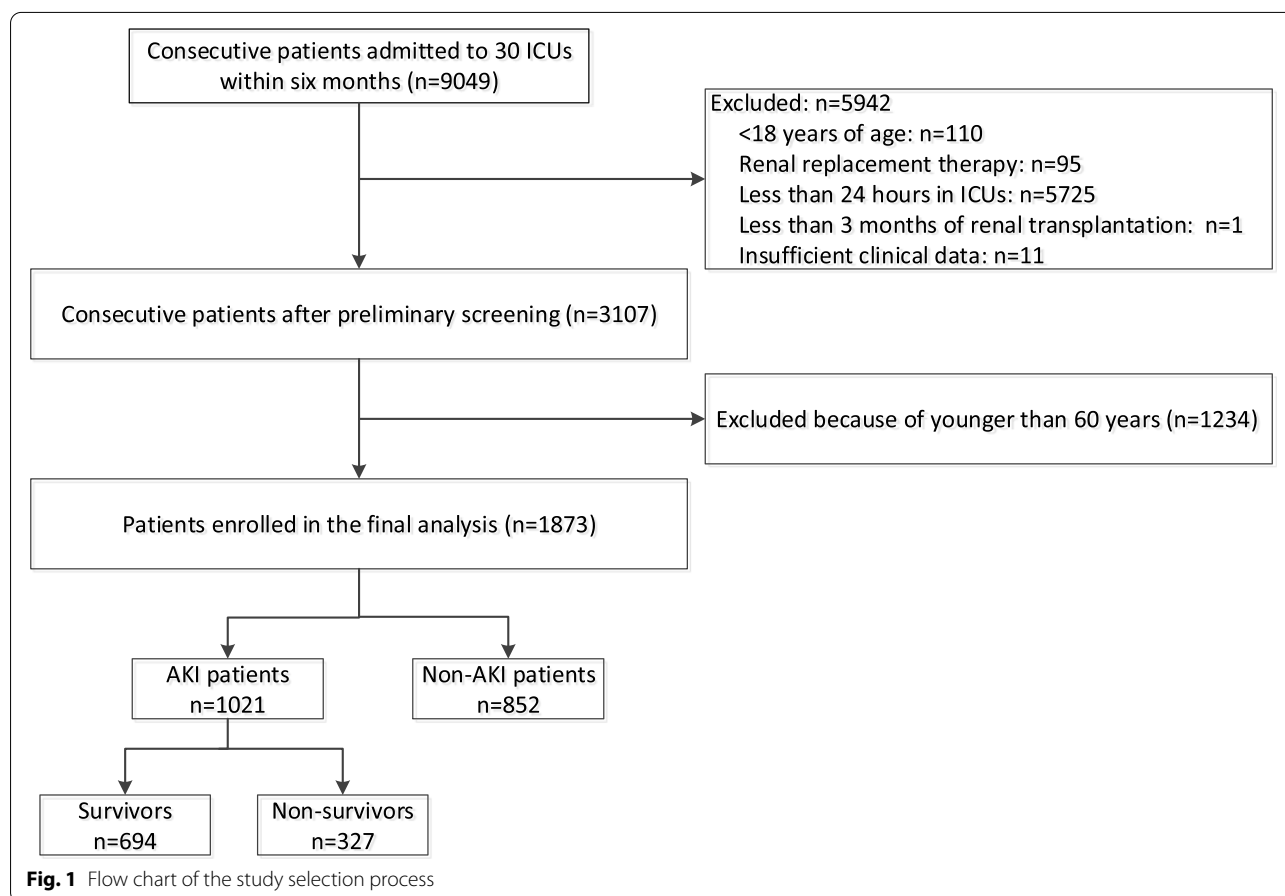 Consecutive patients admitted to 30 ICUs
within six months (n=9049)
Excluded: n=5942
<18 years of age: n=110
Renal replacement therapy: n=95
Less than 24 hours in ICUs: n=5725
Less than 3 months of renal transplantation: n=1
Insufficient clinical data: n=11
Consecutive patients after preliminary screening (n=3107)
Excluded because of younger than 60 years (n=1234)
Patients enrolled in the final analysis (n=1873)
AKI patients
n=1021
Non-AKI patients
n=852
Survivors
n=694
Non-survivors
n=327
Fig. 1 Flow chart of the study selection process